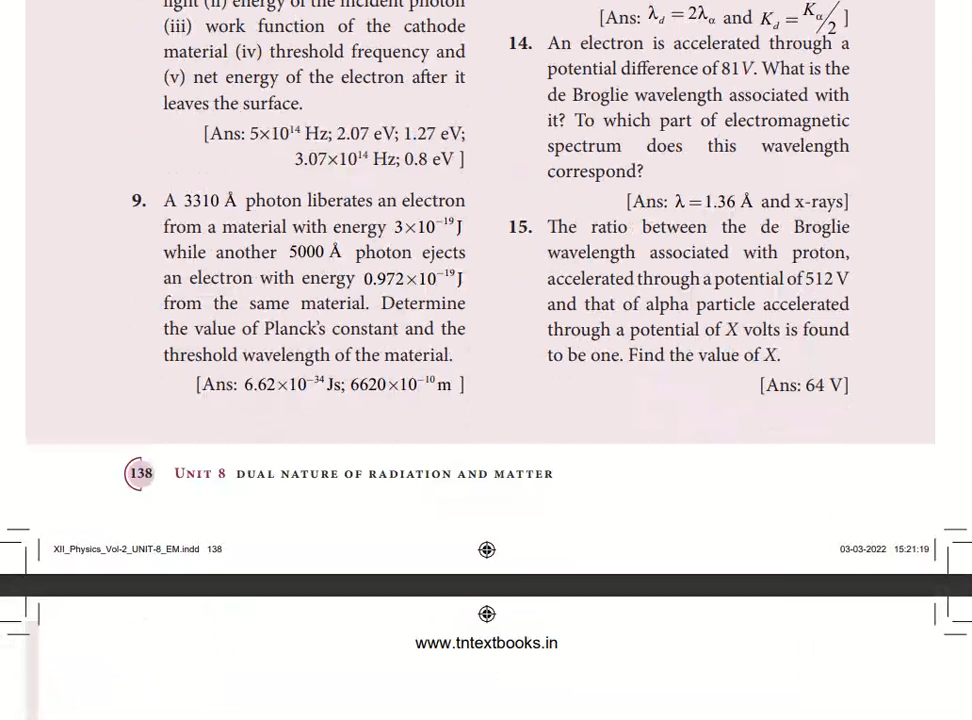 light (ii) energy of the incident photon
(iii) work function of the cathode
material (iv) threshold frequency and
(v) net energy of the electron after it
leaves the surface.
[Ans: 5×10¹⁴ Hz; 2.07 eV; 1.27 eV;
3.07×10¹⁴ Hz; 0.8 eV ]
9. A 3310 Å photon liberates an electron
from a material with energy 3×10⁻¹⁹ J
while another 5000 Å photon ejects
an electron with energy 0.972×10⁻¹⁹ J
from the same material. Determine
the value of Planck's constant and the
threshold wavelength of the material.
[Ans: 6.62×10⁻³⁴ Js; 6620×10⁻¹⁰ m ]
[Ans: λd = 2λα and Kd = Kα/2 ]
14. An electron is accelerated through a
potential difference of 81V. What is the
de Broglie wavelength associated with
it? To which part of electromagnetic
spectrum does this wavelength
correspond?
[Ans: λ=1.36 Å and x-rays]
15. The ratio between the de Broglie
wavelength associated with proton,
accelerated through a potential of 512 V
and that of alpha particle accelerated
through a potential of X volts is found
to be one. Find the value of X.
[Ans: 64 V]
138 UNIT 8 DUAL NATURE OF RADIATION AND MATTER
XII_Physics_Vol-2_UNIT-8_EM.indd 138 03-03-2022 15:21:19
www.tntextbooks.in